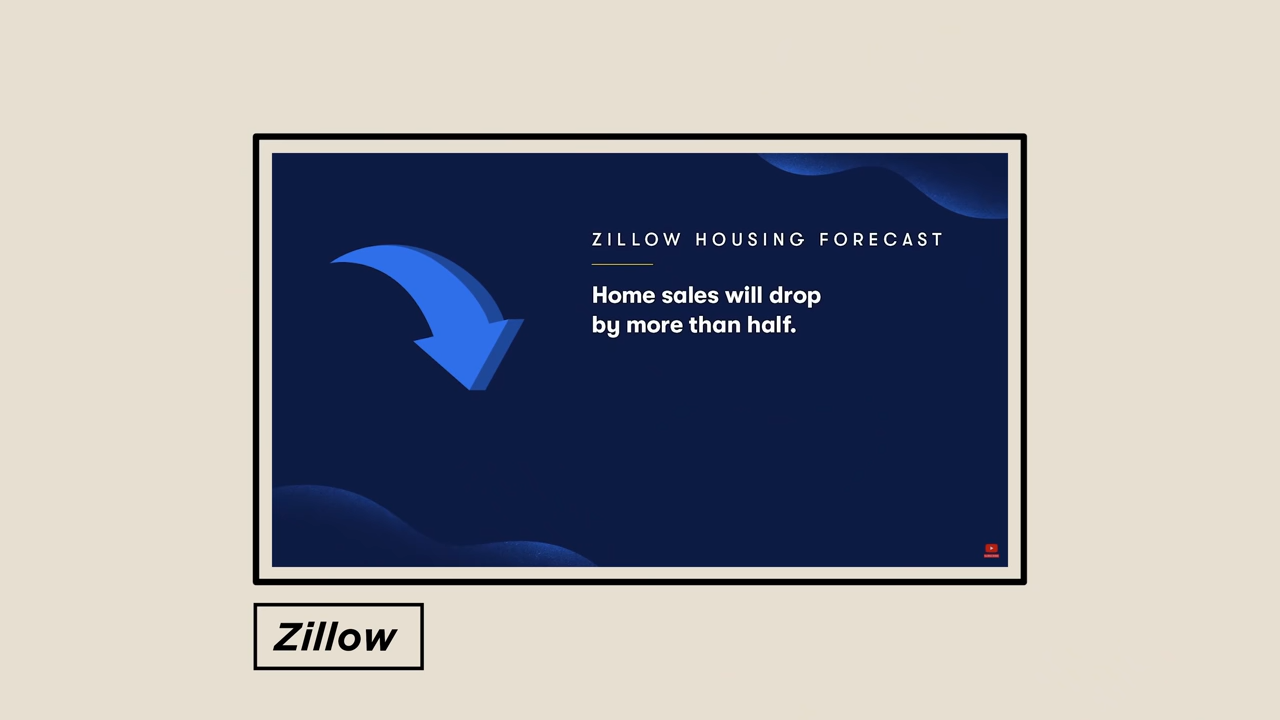 ZILLOW HOUSING FORECAST
Home sales will drop
by more than half.
Zillow